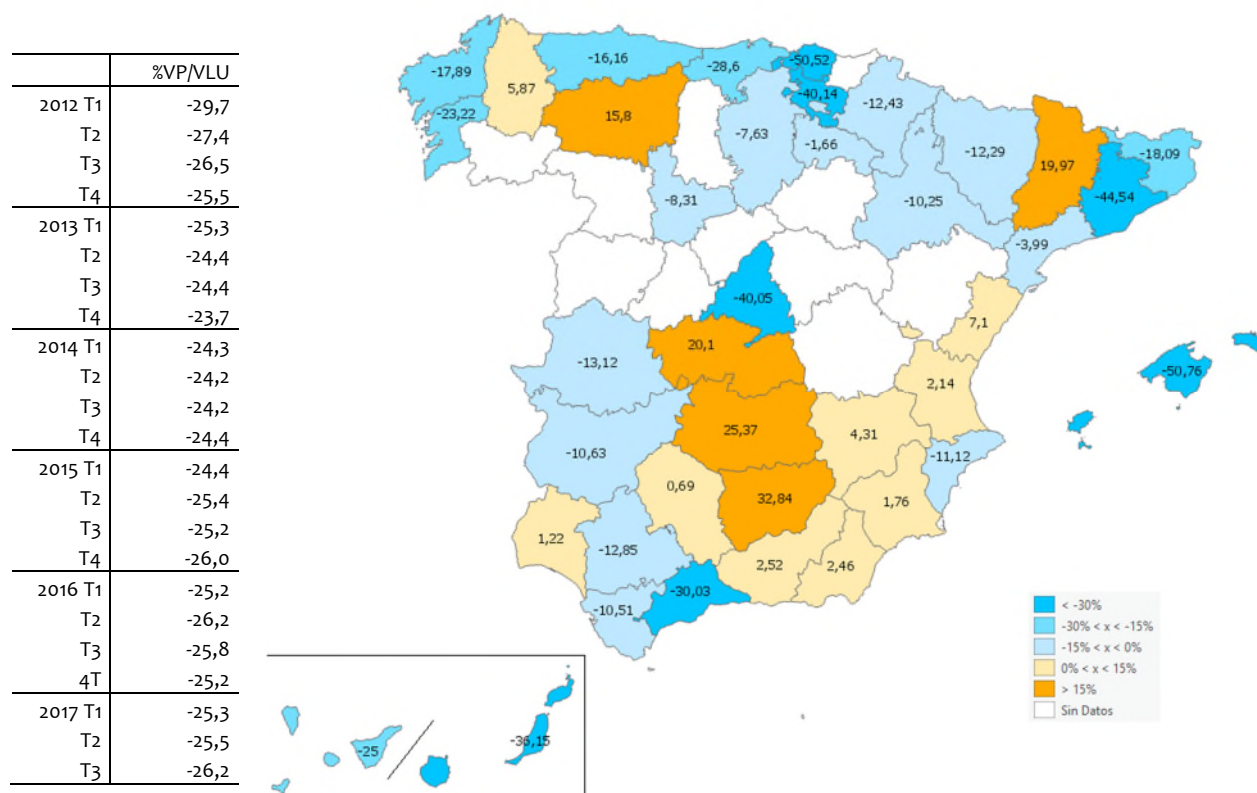 %VP/VLU
2012 T1 -29,7
T2 -27,4
T3 -26,5
T4 -25,5
2013 T1 -25,3
T2 -24,4
T3 -24,4
T4 -23,7
2014 T1 -24,3
T2 -24,2
T3 -24,2
T4 -24,4
2015 T1 -24,4
T2 -25,4
T3 -25,2
T4 -26,0
2016 T1 -25,2
T2 -26,2
T3 -25,8
4T -25,2
2017 T1 -25,3
T2 -25,5
T3 -26,2
-17,89
5,87
-16,16
-28,6
-50,52
-40,14
-23,22
15,8
-7,63
-1,66
-12,43
-12,29
19,97
-18,09
-44,54
-8,31
-10,25
-3,99
-40,05
7,1
-13,12
20,1
2,14
-50,76
25,37
4,31
-10,63
-11,12
0,69
32,84
1,76
1,22
-12,85
2,52
2,46
-30,03
-10,51
-25
-36,15
< -30%
-30% < x < -15%
-15% < x < 0%
0% < x < 15%
> 15%
Sin Datos